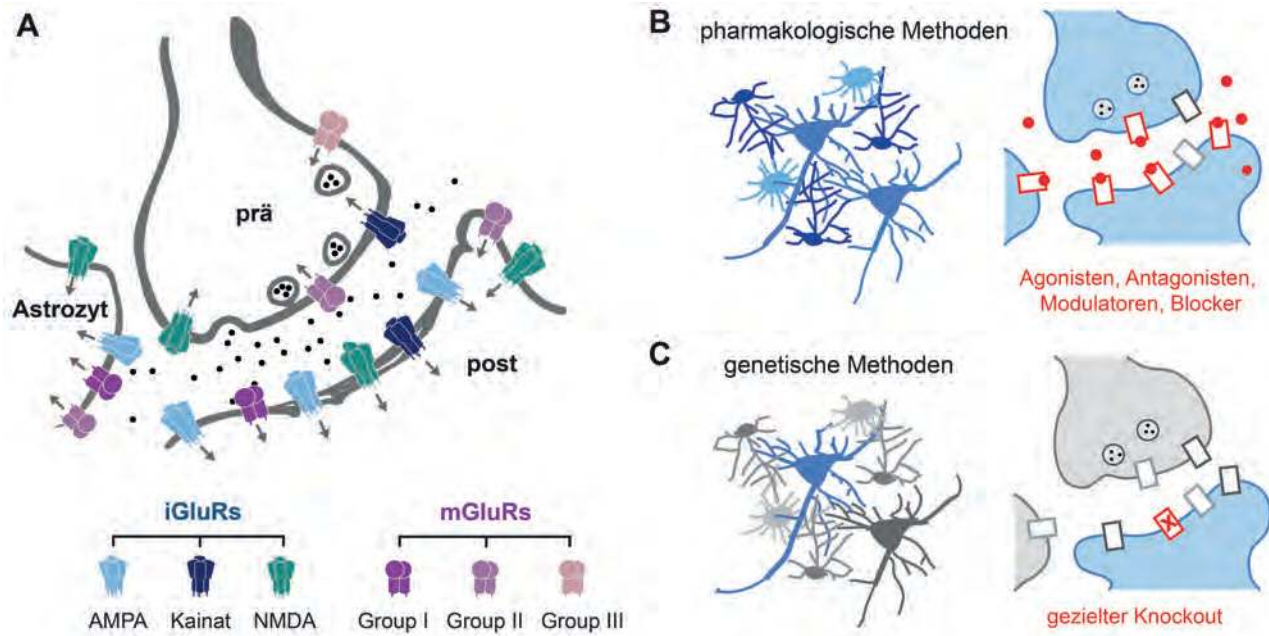 A
prä
Astrozyt
post
iGluRs
mGluRs
AMPA Kainat NMDA Group I Group II Group III
B
pharmakologische Methoden
Agonisten, Antagonisten,
Modulatoren, Blocker
C
genetische Methoden
gezielter Knockout